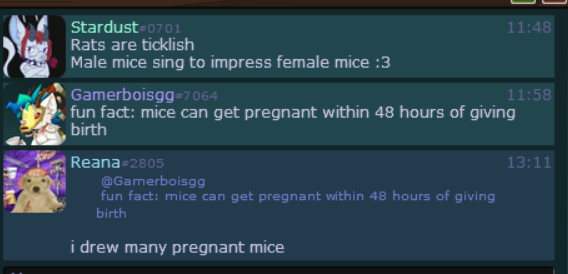 Stardust#0701 11:48
Rats are ticklish
Male mice sing to impress female mice :3
Gamerboisgg#7064 11:58
fun fact: mice can get pregnant within 48 hours of giving
birth
Reana#2805 13:11
@Gamerboisgg
fun fact: mice can get pregnant within 48 hours of giving
birth
i drew many pregnant mice